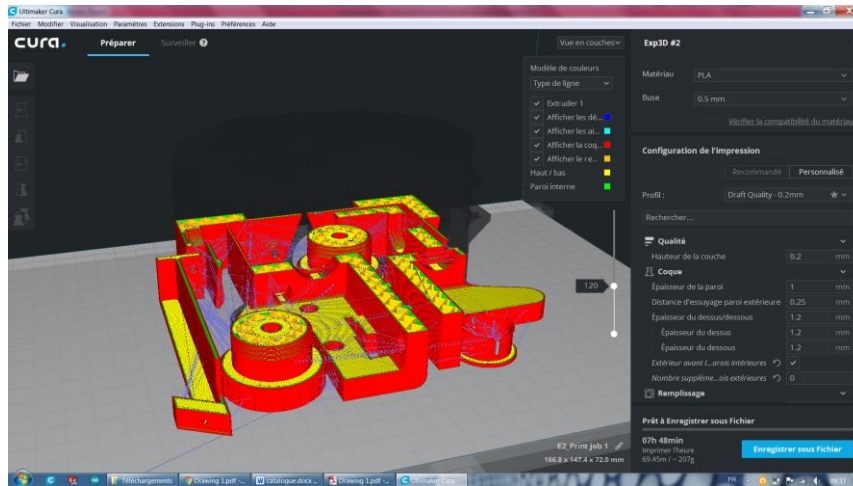 Ultimaker Cura
Fichier Modifier Visualisation Paramètres Extensions Plug-ins Préférences Aide
cura.
Préparer
Surveiller
Vue en couches
Modèle de couleurs
Type de ligne
Extruder 1
Afficher les dé...
Afficher les ai...
Afficher la coq...
Afficher le re...
Haut / bas
Paroi interne
120
E2_Print job 1
166.8 x 147.4 x 72.0 mm
Exp3D #2
Matériau PLA
Buse 0.5 mm
Vérifier la compatibilité du matériau
Configuration de l'impression
Recommandé Personnalisé
Profil : Draft Quality - 0.2mm
Rechercher...
Qualité
Hauteur de la couche 0.2 mm
Coque
Épaisseur de la paroi 1 mm
Distance d'essuyage paroi extérieure 0.25 mm
Épaisseur du dessus/dessous 1.2 mm
Épaisseur du dessus 1.2 mm
Épaisseur du dessous 1.2 mm
Extérieur avant l...arois intérieures
Nombre suppléme...ois extérieures 0
Remplissage
Prêt à Enregistrer sous Fichier
07h 48min
Imprimer l'heure
69.45m / ~ 207g
Enregistrer sous Fichier
Téléchargements
Drawing 1.pdf -...
catalogue.docx ...
Drawing 1.pdf -...
Ultimaker Cura
FR
09:37